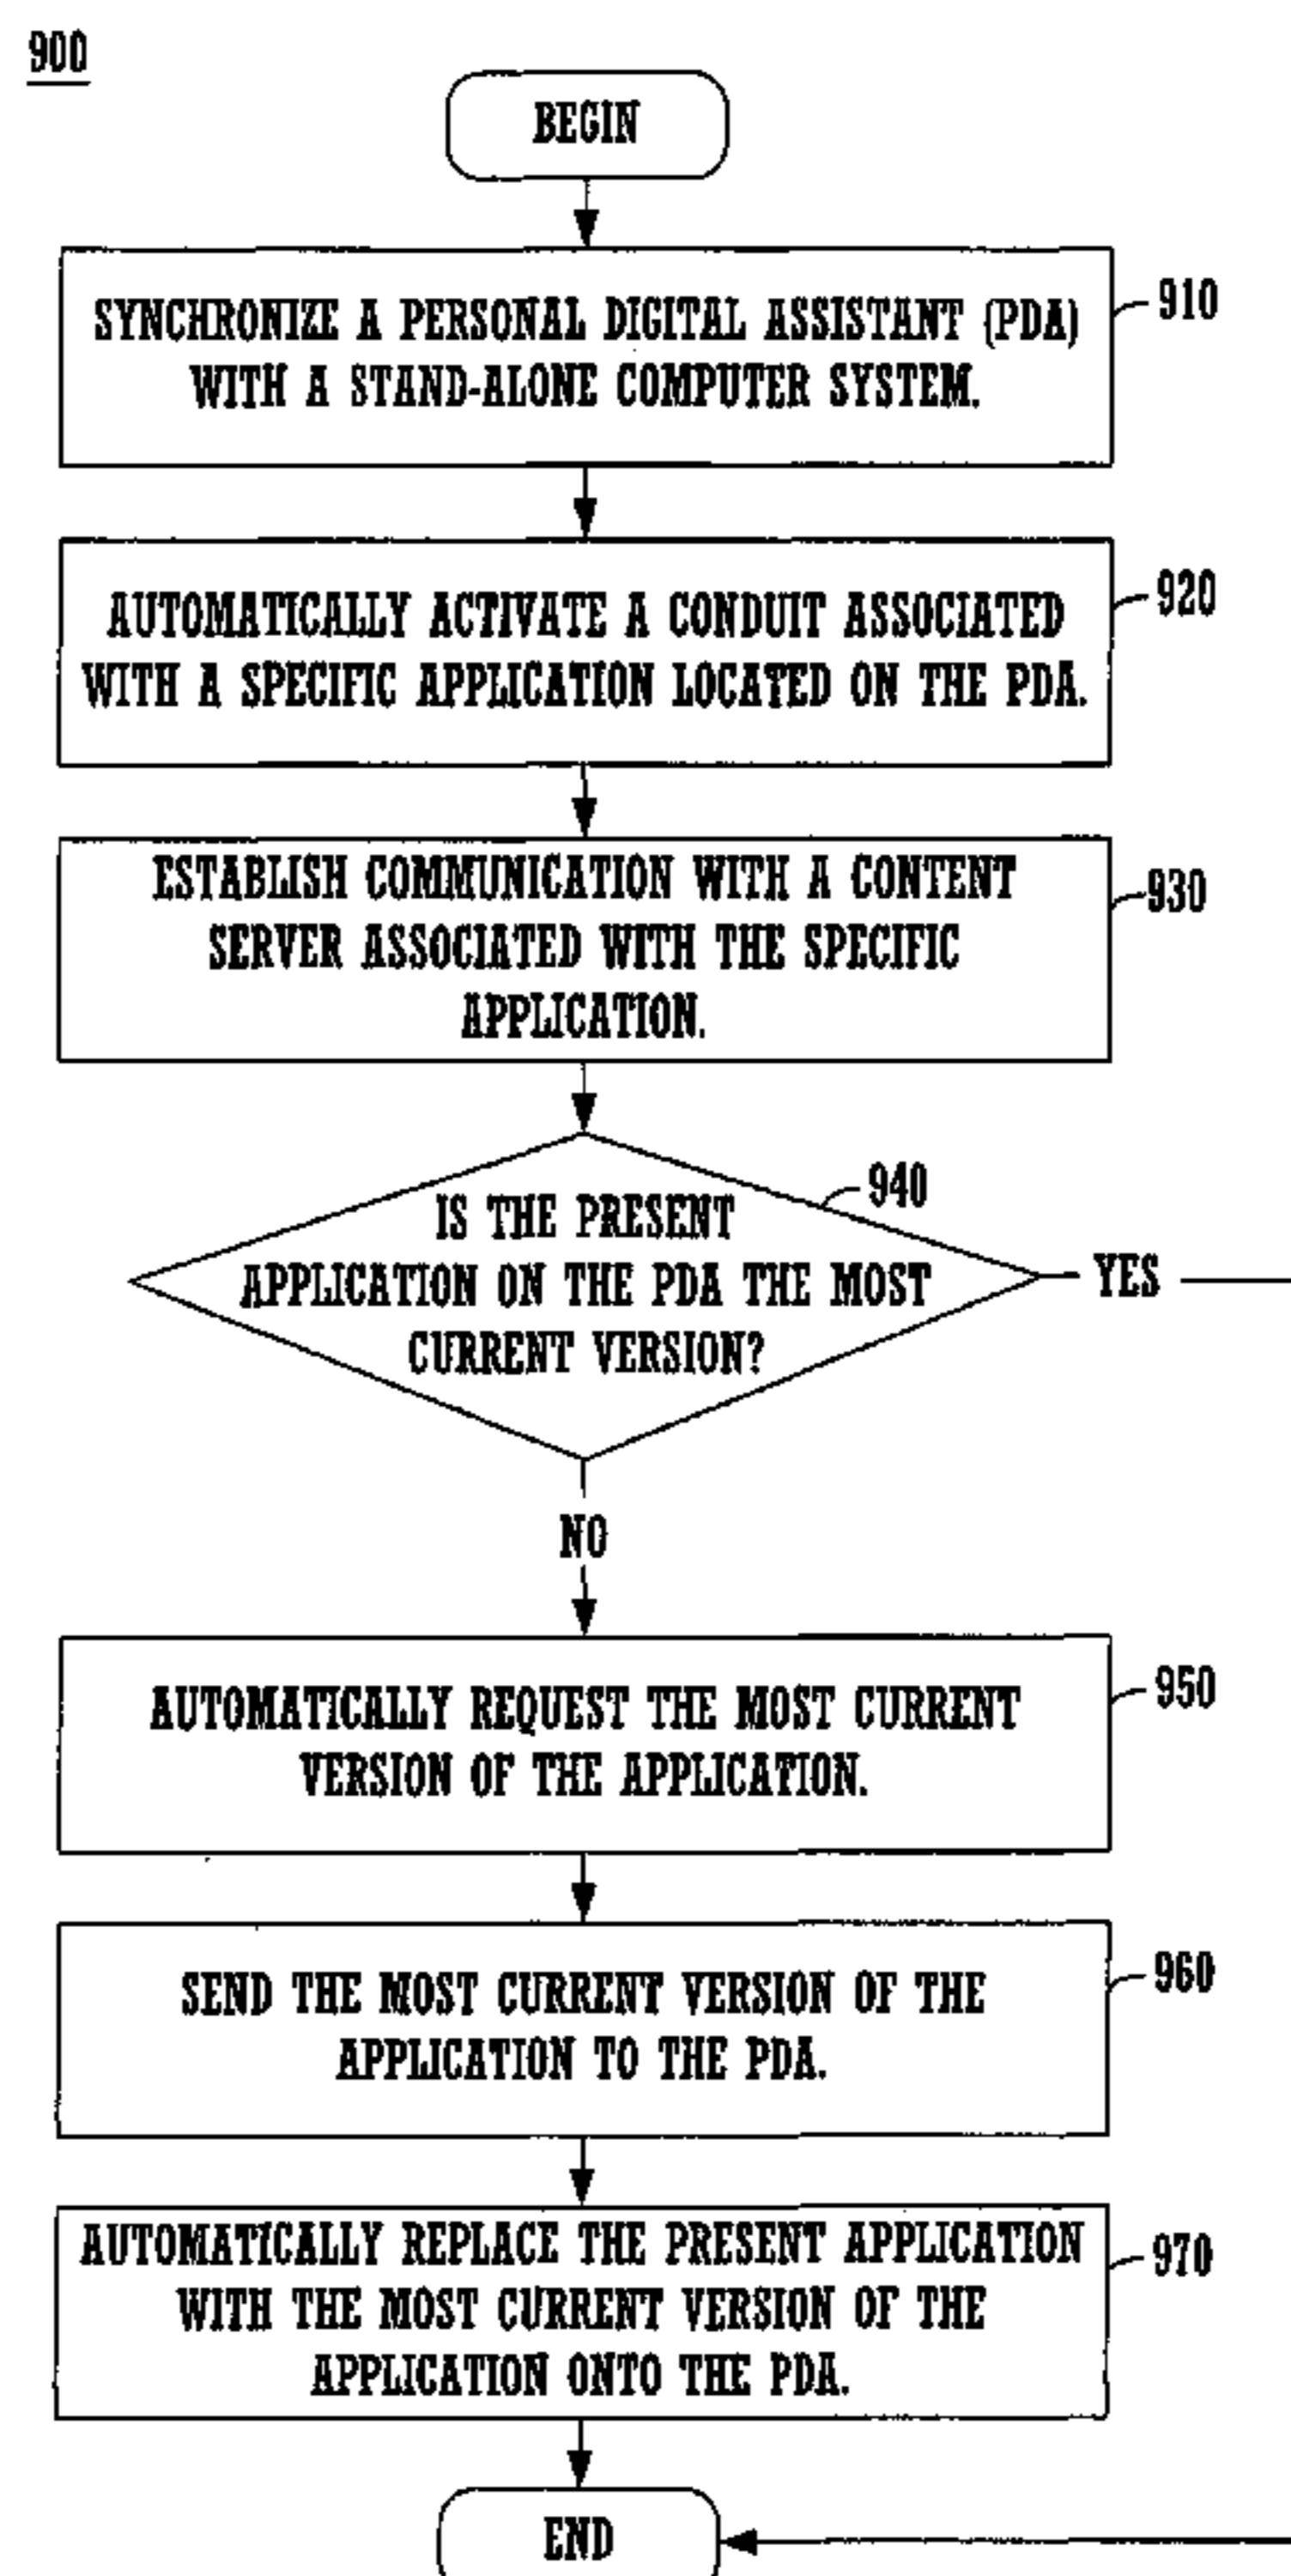 900
BEGIN
SYNCHRONIZE A PERSONAL DIGITAL ASSISTANT (PDA)
WITH A STAND-ALONE COMPUTER SYSTEM.
910
AUTOMATICALLY ACTIVATE A CONDUIT ASSOCIATED
WITH A SPECIFIC APPLICATION LOCATED ON THE PDA.
920
ESTABLISH COMMUNICATION WITH A CONTENT
SERVER ASSOCIATED WITH THE SPECIFIC
APPLICATION.
930
IS THE PRESENT
APPLICATION ON THE PDA THE MOST
CURRENT VERSION?
940
YES
NO
AUTOMATICALLY REQUEST THE MOST CURRENT
VERSION OF THE APPLICATION.
950
SEND THE MOST CURRENT VERSION OF THE
APPLICATION TO THE PDA.
960
AUTOMATICALLY REPLACE THE PRESENT APPLICATION
WITH THE MOST CURRENT VERSION OF THE
APPLICATION ONTO THE PDA.
970
END